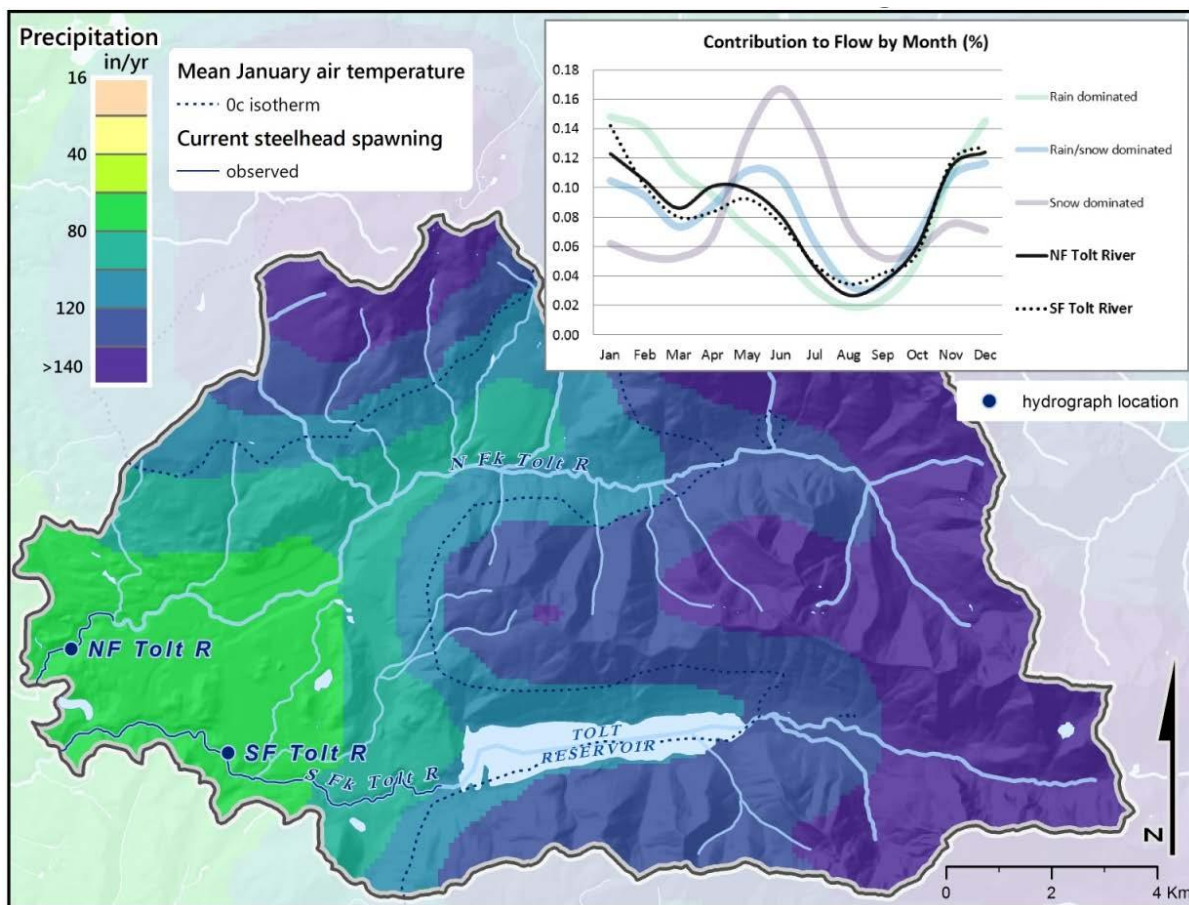 Precipitation
in/yr
16
40
80
120
>140
Mean January air temperature
0c isotherm
Current steelhead spawning
observed
Contribution to Flow by Month (%)
0.18
0.16
0.14
0.12
0.10
0.08
0.06
0.04
0.02
0.00
Jan Feb Mar Apr May Jun Jul Aug Sep Oct Nov Dec
Rain dominated
Rain/snow dominated
Snow dominated
NF Tolt River
SF Tolt River
hydrograph location
N Fk Tolt R
NF Tolt R
SF Tolt R
S Fk Tolt R
TOLT
RESERVOIR
N
0 2 4 Km